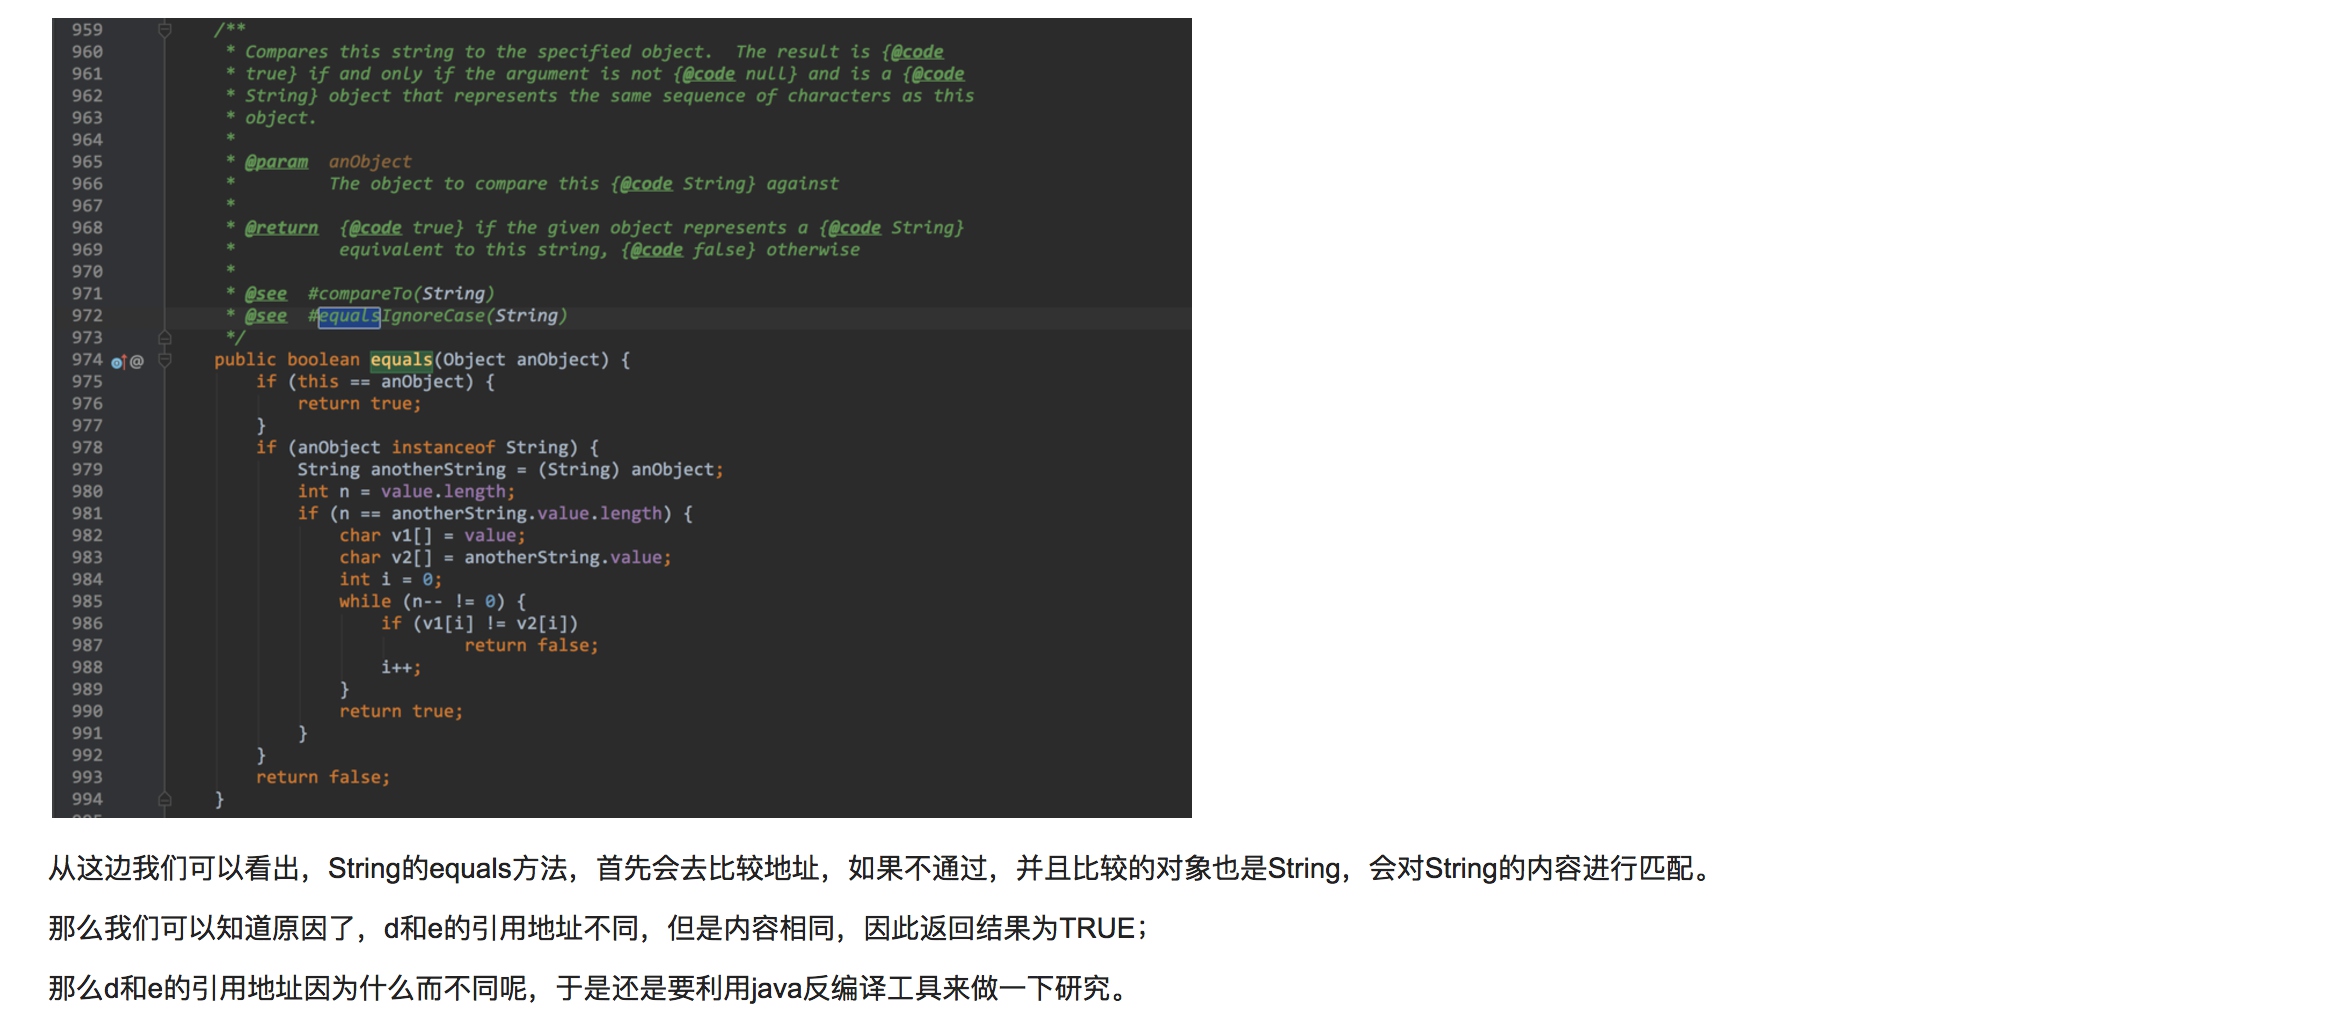 959 /**
960 * Compares this string to the specified object.  The result is {@code
961 * true} if and only if the argument is not {@code null} and is a {@code
962 * String} object that represents the same sequence of characters as this
963 * object.
964 *
965 * @param  anObject
966 *         The object to compare this {@code String} against
967 *
968 * @return  {@code true} if the given object represents a {@code String}
969 *          equivalent to this string, {@code false} otherwise
970 *
971 * @see  #compareTo(String)
972 * @see  #equalsIgnoreCase(String)
973 */
974 @ public boolean equals(Object anObject) {
975 if (this == anObject) {
976 return true;
977 }
978 if (anObject instanceof String) {
979 String anotherString = (String) anObject;
980 int n = value.length;
981 if (n == anotherString.value.length) {
982 char v1[] = value;
983 char v2[] = anotherString.value;
984 int i = 0;
985 while (n-- != 0) {
986 if (v1[i] != v2[i])
987 return false;
988 i++;
989 }
990 return true;
991 }
992 }
993 return false;
994 }
从这边我们可以看出，String的equals方法，首先会去比较地址，如果不通过，并且比较的对象也是String，会对String的内容进行匹配。
那么我们可以知道原因了，d和e的引用地址不同，但是内容相同，因此返回结果为TRUE；
那么d和e的引用地址因为什么而不同呢，于是还是要利用java反编译工具来做一下研究。